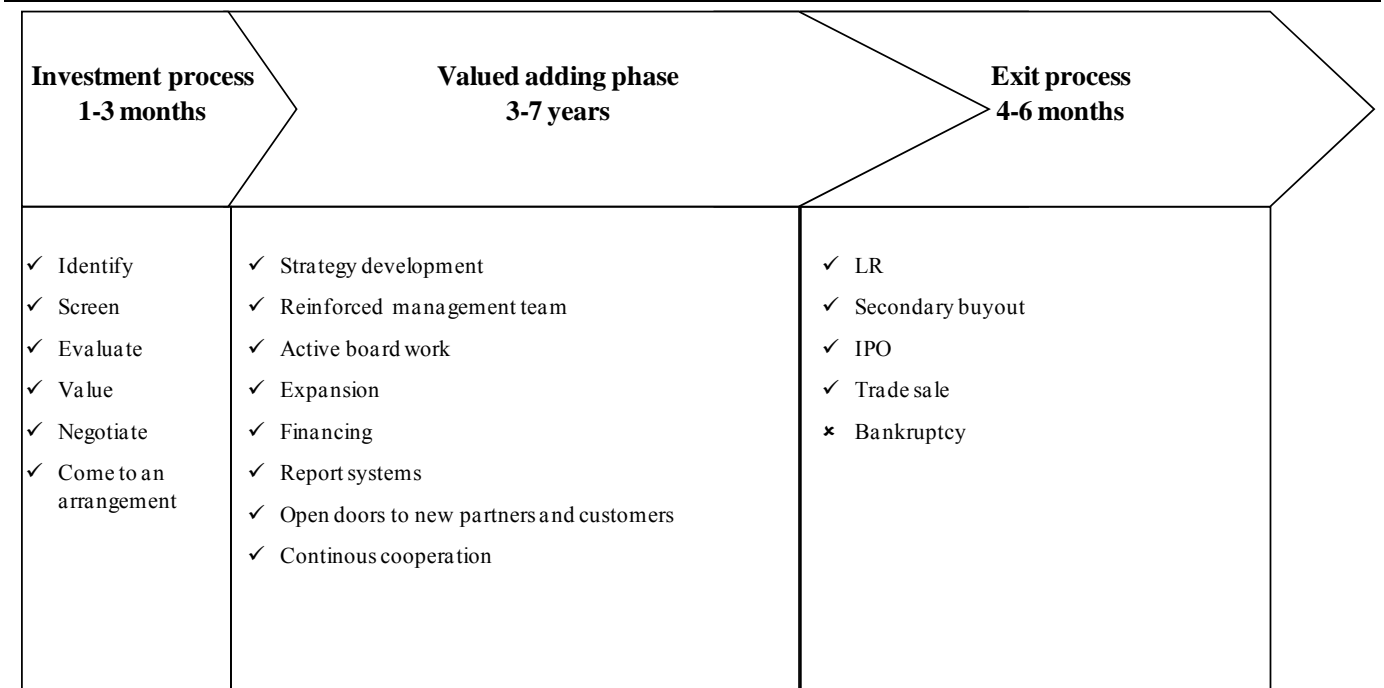 Investment process
1-3 months
Valued adding phase
3-7 years
Exit process
4-6 months
✓ Identify
✓ Screen
✓ Evaluate
✓ Value
✓ Negotiate
✓ Come to an
arrangement
✓ Strategy development
✓ Reinforced management team
✓ Active board work
✓ Expansion
✓ Financing
✓ Report systems
✓ Open doors to new partners and customers
✓ Continous cooperation
✓ LR
✓ Secondary buyout
✓ IPO
✓ Trade sale
× Bankruptcy